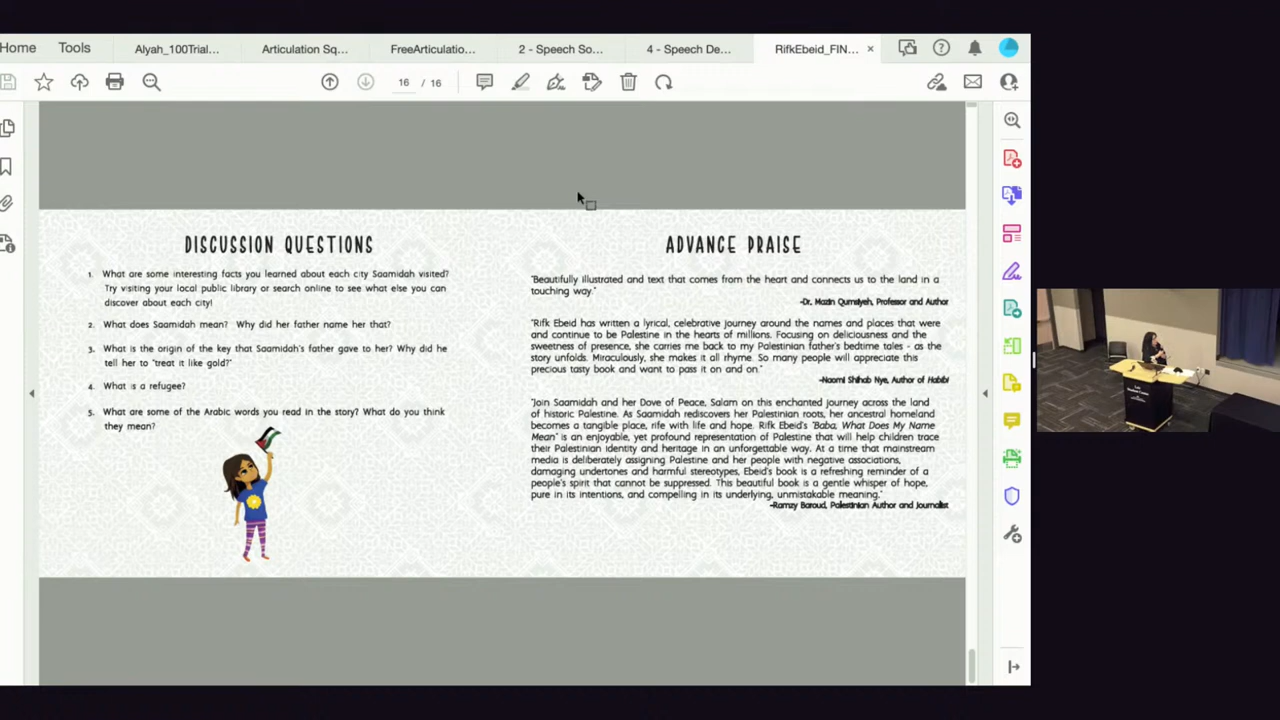 Home
Tools
Alyah_100Trial...
Articulation Sq...
FreeArticulatio...
2 - Speech So...
4 - Speech De...
RifkEbeid_FIN...
16 / 16
DISCUSSION QUESTIONS
1. What are some interesting facts you learned about each city Saamidah visited?
Try visiting your local public library or search online to see what else you can
discover about each city!
2. What does Saamidah mean? Why did her father name her that?
3. What is the origin of the key that Saamidah's father gave to her? Why did he
tell her to "treat it like gold?"
4. What is a refugee?
5. What are some of the Arabic words you read in the story? What do you think
they mean?
ADVANCE PRAISE
"Beautifully illustrated and text that comes from the heart and connects us to the land in a
touching way."
-Dr. Mazin Qumsiyeh, Professor and Author
"Rifk Ebeid has written a lyrical, celebrative journey around the names and places that were
and continue to be Palestine in the hearts of millions. Focusing on deliciousness and the
sweetness of presence, she carries me back to my Palestinian father's bedtime tales - as the
story unfolds. Miraculously, she makes it all rhyme. So many people will appreciate this
precious tasty book and want to pass it on and on."
-Naomi Shihab Nye, Author of Habibi
"Join Saamidah and her Dove of Peace, Salam on this enchanted journey across the land
of historic Palestine. As Saamidah rediscovers her Palestinian roots, her ancestral homeland
becomes a tangible place, rife with life and hope. Rifk Ebeid's "Baba, What Does My Name
Mean" is an enjoyable, yet profound representation of Palestine that will help children trace
their Palestinian identity and heritage in an unforgettable way. At a time that mainstream
media is deliberately assigning Palestine and her people with negative associations,
damaging undertones and harmful stereotypes, Ebeid's book is a refreshing reminder of a
people's spirit that cannot be suppressed. This beautiful book is a gentle whisper of hope,
pure in its intentions, and compelling in its underlying, unmistakable meaning."
-Ramzy Baroud, Palestinian Author and Journalist